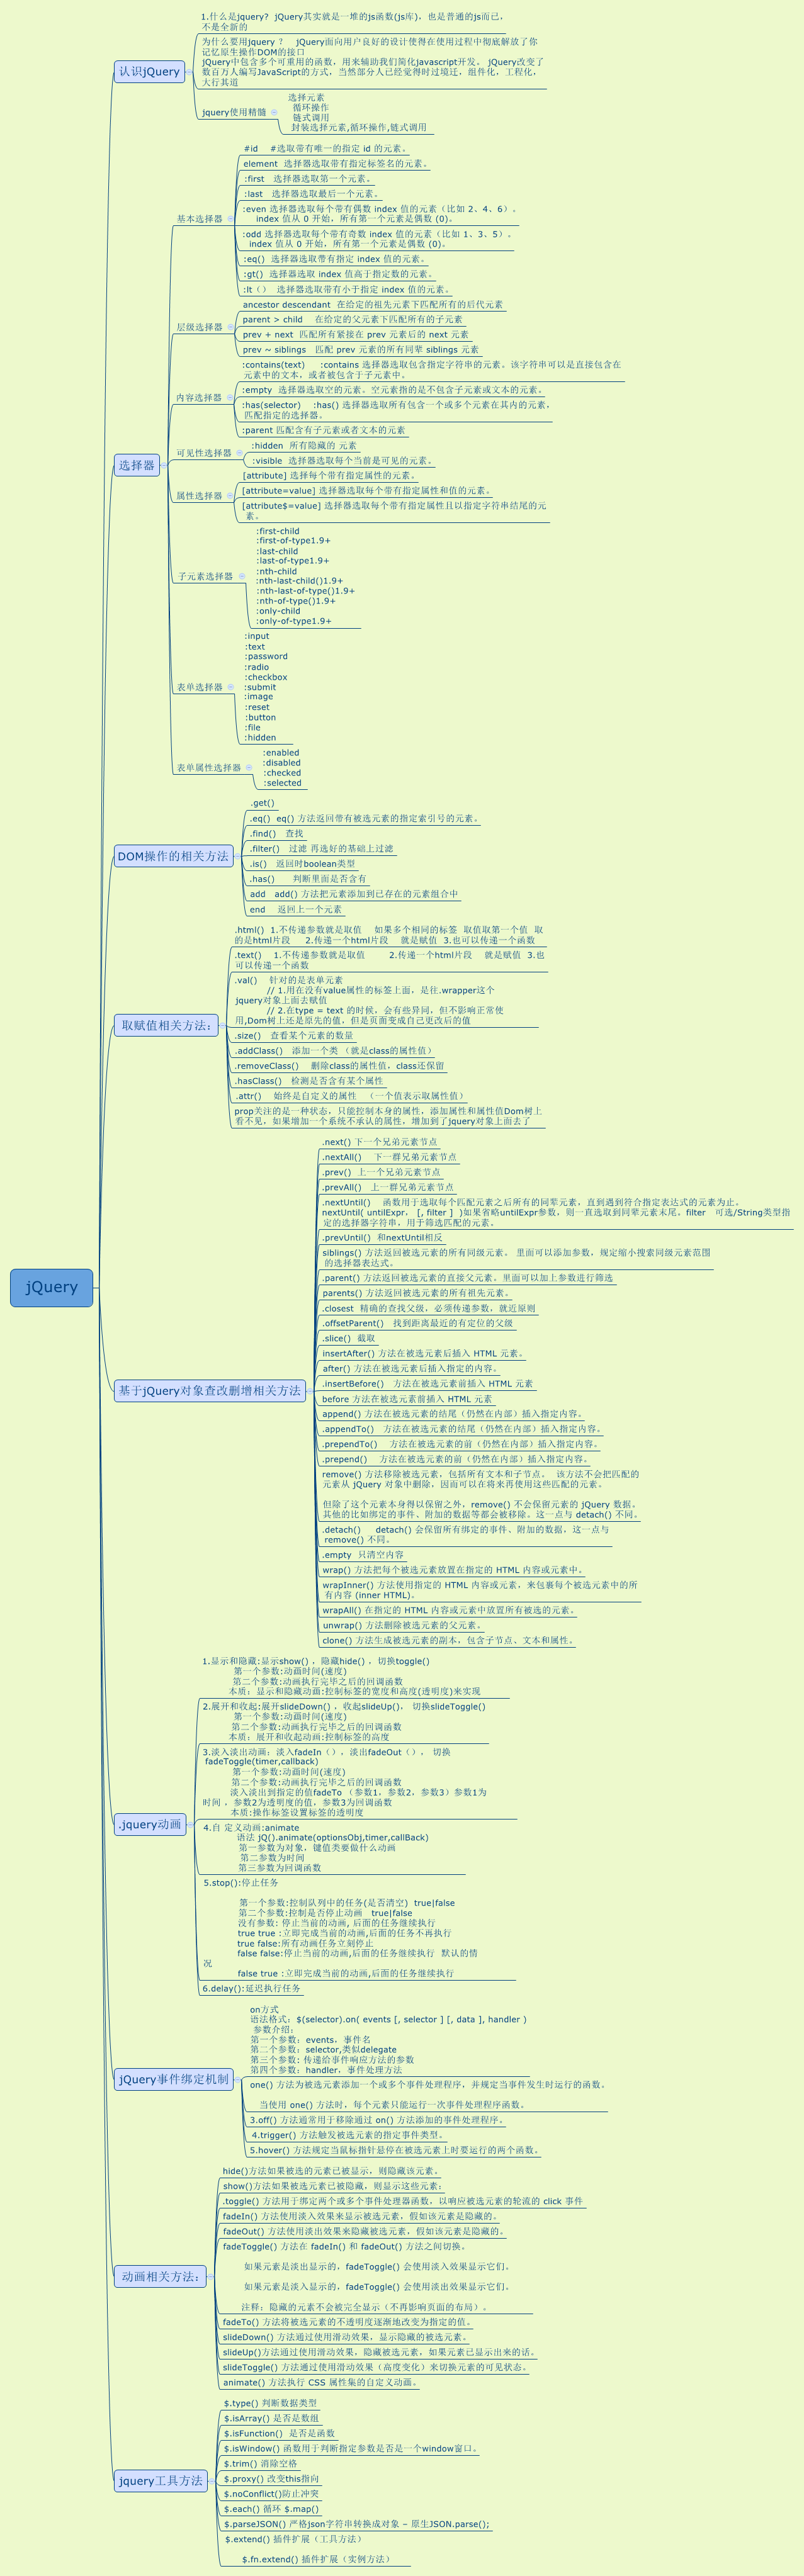 jQuery
认识jQuery
1.什么是jquery? jQuery其实就是一堆的js函数(js库)，也是普通的js而已，
不是全新的
为什么要用jquery ？ jQuery面向用户良好的设计使得在使用过程中彻底解放了你
记忆原生操作DOM的接口
jQuery中包含多个可重用的函数，用来辅助我们简化javascript开发， jQuery改变了
数百万人编写JavaScript的方式，当然部分人已经觉得时过境迁，组件化，工程化，
大行其道
jquery使用精髓
选择元素
循环操作
链式调用
封装选择元素,循环操作,链式调用
选择器
基本选择器
#id #选取带有唯一的指定 id 的元素。
element 选择器选取带有指定标签名的元素。
:first 选择器选取第一个元素。
:last 选择器选取最后一个元素。
:even 选择器选取每个带有偶数 index 值的元素（比如 2、4、6）。
index 值从 0 开始，所有第一个元素是偶数 (0)。
:odd 选择器选取每个带有奇数 index 值的元素（比如 1、3、5）。
index 值从 0 开始，所有第一个元素是偶数 (0)。
:eq() 选择器选取带有指定 index 值的元素。
:gt() 选择器选取 index 值高于指定数的元素。
:lt（） 选择器选取带有小于指定 index 值的元素。
层级选择器
ancestor descendant 在给定的祖先元素下匹配所有的后代元素
parent > child 在给定的父元素下匹配所有的子元素
prev + next 匹配所有紧接在 prev 元素后的 next 元素
prev ~ siblings 匹配 prev 元素的所有同辈 siblings 元素
内容选择器
:contains(text) :contains 选择器选取包含指定字符串的元素。该字符串可以是直接包含在
元素中的文本，或者被包含于子元素中。
:empty 选择器选取空的元素。空元素指的是不包含子元素或文本的元素。
:has(selector) :has() 选择器选取所有包含一个或多个元素在其内的元素，
匹配指定的选择器。
:parent 匹配含有子元素或者文本的元素
可见性选择器
:hidden 所有隐藏的 元素
:visible 选择器选取每个当前是可见的元素。
属性选择器
[attribute] 选择每个带有指定属性的元素。
[attribute=value] 选择器选取每个带有指定属性和值的元素。
[attribute$=value] 选择器选取每个带有指定属性且以指定字符串结尾的元
素。
子元素选择器
:first-child
:first-of-type1.9+
:last-child
:last-of-type1.9+
:nth-child
:nth-last-child()1.9+
:nth-last-of-type()1.9+
:nth-of-type()1.9+
:only-child
:only-of-type1.9+
表单选择器
:input
:text
:password
:radio
:checkbox
:submit
:image
:reset
:button
:file
:hidden
表单属性选择器
:enabled
:disabled
:checked
:selected
DOM操作的相关方法
.get()
.eq() eq() 方法返回带有被选元素的指定索引号的元素。
.find() 查找
.filter() 过滤 再选好的基础上过滤
.is() 返回时boolean类型
.has() 判断里面是否含有
add add() 方法把元素添加到已存在的元素组合中
end 返回上一个元素
取赋值相关方法：
.html() 1.不传递参数就是取值 如果多个相同的标签 取值取第一个值 取
的是html片段 2.传递一个html片段 就是赋值 3.也可以传递一个函数
.text() 1.不传递参数就是取值 2.传递一个html片段 就是赋值 3.也
可以传递一个函数
.val() 针对的是表单元素
// 1.用在没有value属性的标签上面，是往.wrapper这个
jquery对象上面去赋值
// 2.在type = text 的时候，会有些异同，但不影响正常使
用,Dom树上还是原先的值，但是页面变成自己更改后的值
.size() 查看某个元素的数量
.addClass() 添加一个类 （就是class的属性值）
.removeClass() 删除class的属性值，class还保留
.hasClass() 检测是否含有某个属性
.attr() 始终是自定义的属性 （一个值表示取属性值）
prop关注的是一种状态，只能控制本身的属性，添加属性和属性值Dom树上
看不见，如果增加一个系统不承认的属性，增加到了jquery对象上面去了
基于jQuery对象查改删增相关方法
.next() 下一个兄弟元素节点
.nextAll() 下一群兄弟元素节点
.prev() 上一个兄弟元素节点
.prevAll() 上一群兄弟元素节点
.nextUntil() 函数用于选取每个匹配元素之后所有的同辈元素，直到遇到符合指定表达式的元素为止。
nextUntil( untilExpr， [, filter ] )如果省略untilExpr参数，则一直选取到同辈元素末尾。filter 可选/String类型指
定的选择器字符串，用于筛选匹配的元素。
.prevUntil() 和nextUntil相反
siblings() 方法返回被选元素的所有同级元素。 里面可以添加参数，规定缩小搜索同级元素范围
的选择器表达式。
.parent() 方法返回被选元素的直接父元素。里面可以加上参数进行筛选
parents() 方法返回被选元素的所有祖先元素。
.closest 精确的查找父级，必须传递参数，就近原则
.offsetParent() 找到距离最近的有定位的父级
.slice() 截取
insertAfter() 方法在被选元素后插入 HTML 元素。
after() 方法在被选元素后插入指定的内容。
.insertBefore() 方法在被选元素前插入 HTML 元素
before 方法在被选元素前插入 HTML 元素
append() 方法在被选元素的结尾（仍然在内部）插入指定内容。
.appendTo() 方法在被选元素的结尾（仍然在内部）插入指定内容。
.prependTo() 方法在被选元素的前（仍然在内部）插入指定内容。
.prepend() 方法在被选元素的前（仍然在内部）插入指定内容。
remove() 方法移除被选元素，包括所有文本和子节点。 该方法不会把匹配的
元素从 jQuery 对象中删除，因而可以在将来再使用这些匹配的元素。
但除了这个元素本身得以保留之外，remove() 不会保留元素的 jQuery 数据。
其他的比如绑定的事件、附加的数据等都会被移除。这一点与 detach() 不同。
.detach() detach() 会保留所有绑定的事件、附加的数据，这一点与
remove() 不同。
.empty 只清空内容
wrap() 方法把每个被选元素放置在指定的 HTML 内容或元素中。
wrapInner() 方法使用指定的 HTML 内容或元素，来包裹每个被选元素中的所
有内容 (inner HTML)。
wrapAll() 在指定的 HTML 内容或元素中放置所有被选的元素。
unwrap() 方法删除被选元素的父元素。
clone() 方法生成被选元素的副本，包含子节点、文本和属性。
.jquery动画
1.显示和隐藏:显示show() ，隐藏hide() ，切换toggle()
第一个参数:动画时间(速度)
第二个参数:动画执行完毕之后的回调函数
本质：显示和隐藏动画:控制标签的宽度和高度(透明度)来实现
2.展开和收起:展开slideDown() ，收起slideUp()， 切换slideToggle()
第一个参数:动画时间(速度)
第二个参数:动画执行完毕之后的回调函数
本质：展开和收起动画:控制标签的高度
3.淡入淡出动画：淡入fadeIn（），淡出fadeOut（）， 切换
fadeToggle(timer,callback)
第一个参数:动画时间(速度)
第二个参数:动画执行完毕之后的回调函数
淡入淡出到指定的值fadeTo （参数1，参数2，参数3）参数1为
时间 ，参数2为透明度的值，参数3为回调函数
本质:操作标签设置标签的透明度
4.自 定义动画:animate
语法 jQ().animate(optionsObj,timer,callBack)
第一参数为对象，键值类要做什么动画
第二参数为时间
第三参数为回调函数
5.stop():停止任务
第一个参数:控制队列中的任务(是否清空) true|false
第二个参数:控制是否停止动画 true|false
没有参数: 停止当前的动画, 后面的任务继续执行
true true :立即完成当前的动画,后面的任务不再执行
true false:所有动画任务立刻停止
false false:停止当前的动画,后面的任务继续执行 默认的情
况
false true :立即完成当前的动画,后面的任务继续执行
6.delay():延迟执行任务
jQuery事件绑定机制
on方式
语法格式：$(selector).on( events [, selector ] [, data ], handler )
参数介绍：
第一个参数：events，事件名
第二个参数：selector,类似delegate
第三个参数: 传递给事件响应方法的参数
第四个参数：handler，事件处理方法
one() 方法为被选元素添加一个或多个事件处理程序，并规定当事件发生时运行的函数。
当使用 one() 方法时，每个元素只能运行一次事件处理程序函数。
3.off() 方法通常用于移除通过 on() 方法添加的事件处理程序。
4.trigger() 方法触发被选元素的指定事件类型。
5.hover() 方法规定当鼠标指针悬停在被选元素上时要运行的两个函数。
动画相关方法：
hide()方法如果被选的元素已被显示，则隐藏该元素。
show()方法如果被选元素已被隐藏，则显示这些元素：
.toggle() 方法用于绑定两个或多个事件处理器函数，以响应被选元素的轮流的 click 事件
fadeIn() 方法使用淡入效果来显示被选元素，假如该元素是隐藏的。
fadeOut() 方法使用淡出效果来隐藏被选元素，假如该元素是隐藏的。
fadeToggle() 方法在 fadeIn() 和 fadeOut() 方法之间切换。
如果元素是淡出显示的，fadeToggle() 会使用淡入效果显示它们。
如果元素是淡入显示的，fadeToggle() 会使用淡出效果显示它们。
注释：隐藏的元素不会被完全显示（不再影响页面的布局）。
fadeTo() 方法将被选元素的不透明度逐渐地改变为指定的值。
slideDown() 方法通过使用滑动效果，显示隐藏的被选元素。
slideUp()方法通过使用滑动效果，隐藏被选元素，如果元素已显示出来的话。
slideToggle() 方法通过使用滑动效果（高度变化）来切换元素的可见状态。
animate() 方法执行 CSS 属性集的自定义动画。
jquery工具方法
$.type() 判断数据类型
$.isArray() 是否是数组
$.isFunction() 是否是函数
$.isWindow() 函数用于判断指定参数是否是一个window窗口。
$.trim() 消除空格
$.proxy() 改变this指向
$.noConflict()防止冲突
$.each() 循环 $.map()
$.parseJSON() 严格json字符串转换成对象 – 原生JSON.parse();
$.extend() 插件扩展（工具方法）
$.fn.extend() 插件扩展（实例方法）